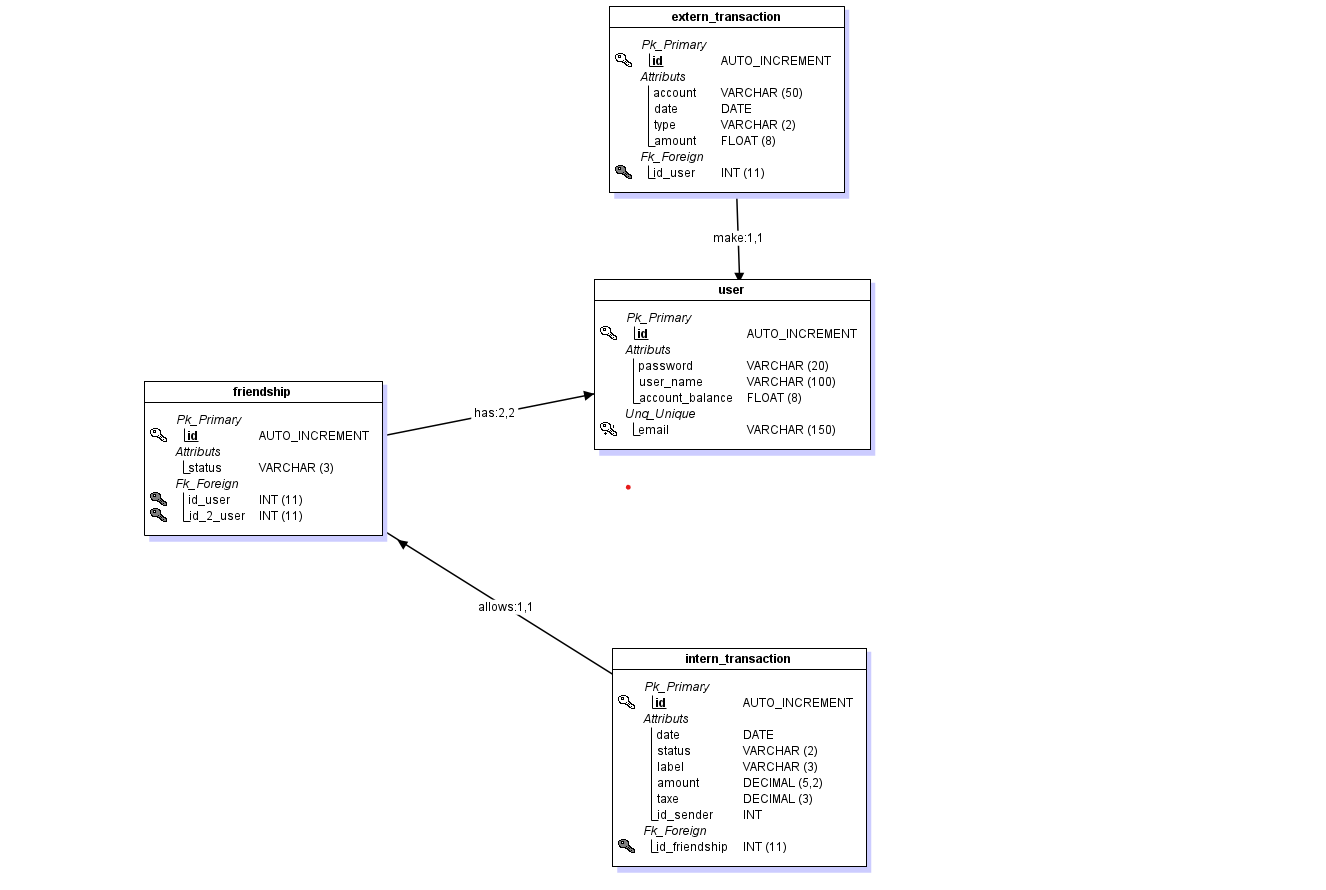 extern_transaction
Pk_Primary
id AUTO_INCREMENT
Attributs
account VARCHAR (50)
date DATE
type VARCHAR (2)
amount FLOAT (8)
Fk_Foreign
id_user INT (11)
make:1,1
user
Pk_Primary
id AUTO_INCREMENT
Attributs
password VARCHAR (20)
user_name VARCHAR (100)
account_balance FLOAT (8)
Unq_Unique
email VARCHAR (150)
friendship
Pk_Primary
id AUTO_INCREMENT
Attributs
status VARCHAR (3)
Fk_Foreign
id_user INT (11)
id_2_user INT (11)
has:2,2
allows:1,1
intern_transaction
Pk_Primary
id AUTO_INCREMENT
Attributs
date DATE
status VARCHAR (2)
label VARCHAR (3)
amount DECIMAL (5,2)
taxe DECIMAL (3)
id_sender INT
Fk_Foreign
id_friendship INT (11)